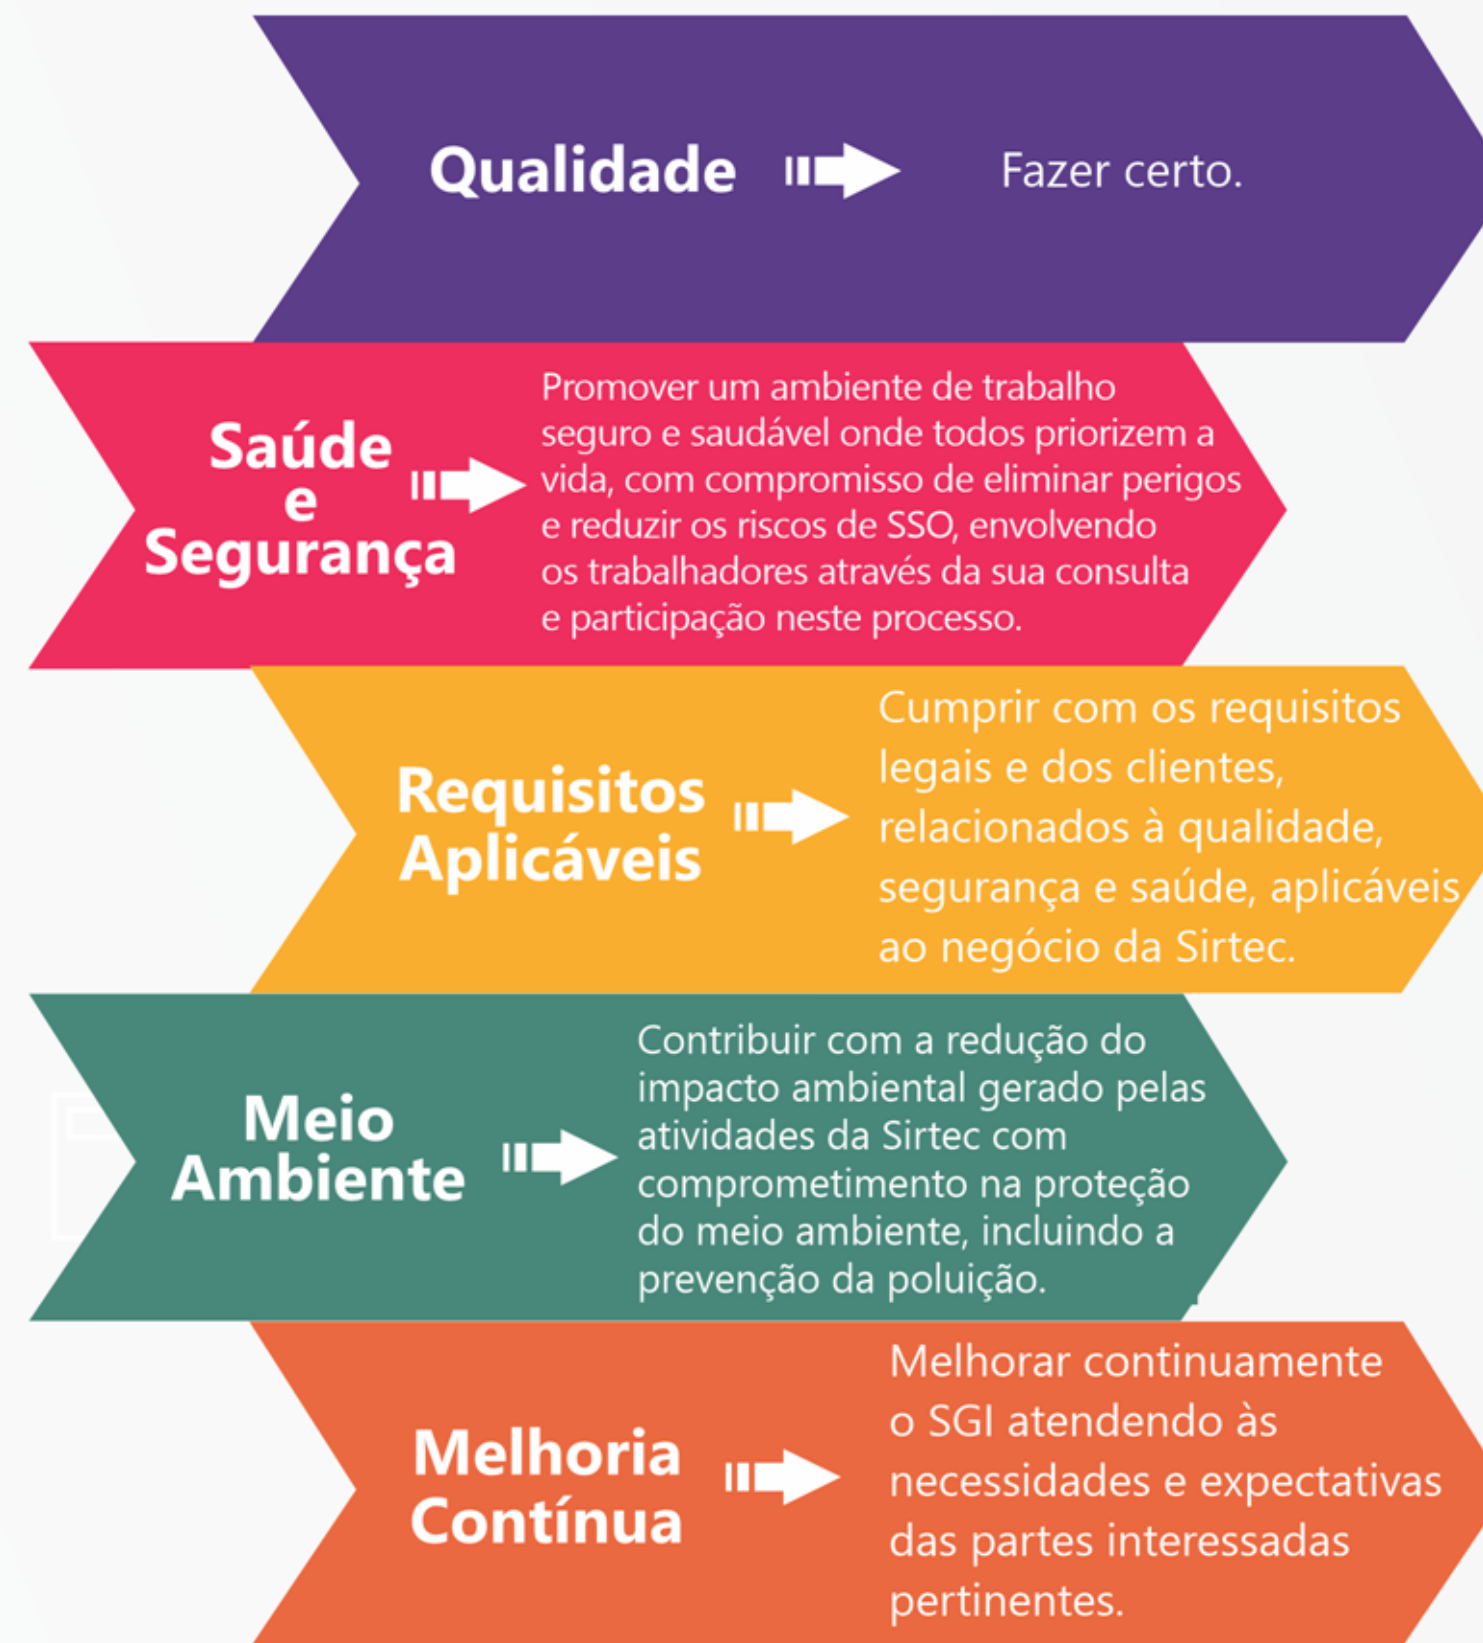 Qualidade
Fazer certo.
Saúde
e
Segurança
Promover um ambiente de trabalho
seguro e saudável onde todos priorizem a
vida, com compromisso de eliminar perigos
e reduzir os riscos de SSO, envolvendo
os trabalhadores através da sua consulta
e participação neste processo.
Requisitos
Aplicáveis
Cumprir com os requisitos
legais e dos clientes,
relacionados à qualidade,
segurança e saúde, aplicáveis
ao negócio da Sirtec.
Meio
Ambiente
Contribuir com a redução do
impacto ambiental gerado pelas
atividades da Sirtec com
comprometimento na proteção
do meio ambiente, incluindo a
prevenção da poluição.
Melhoria
Contínua
Melhorar continuamente
o SGI atendendo às
necessidades e expectativas
das partes interessadas
pertinentes.